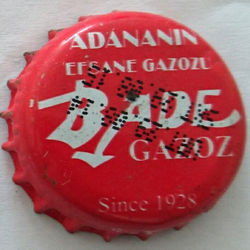 ADANANIN
EFSANE GAZOZU
BADE
GAZOZ
Since 1928